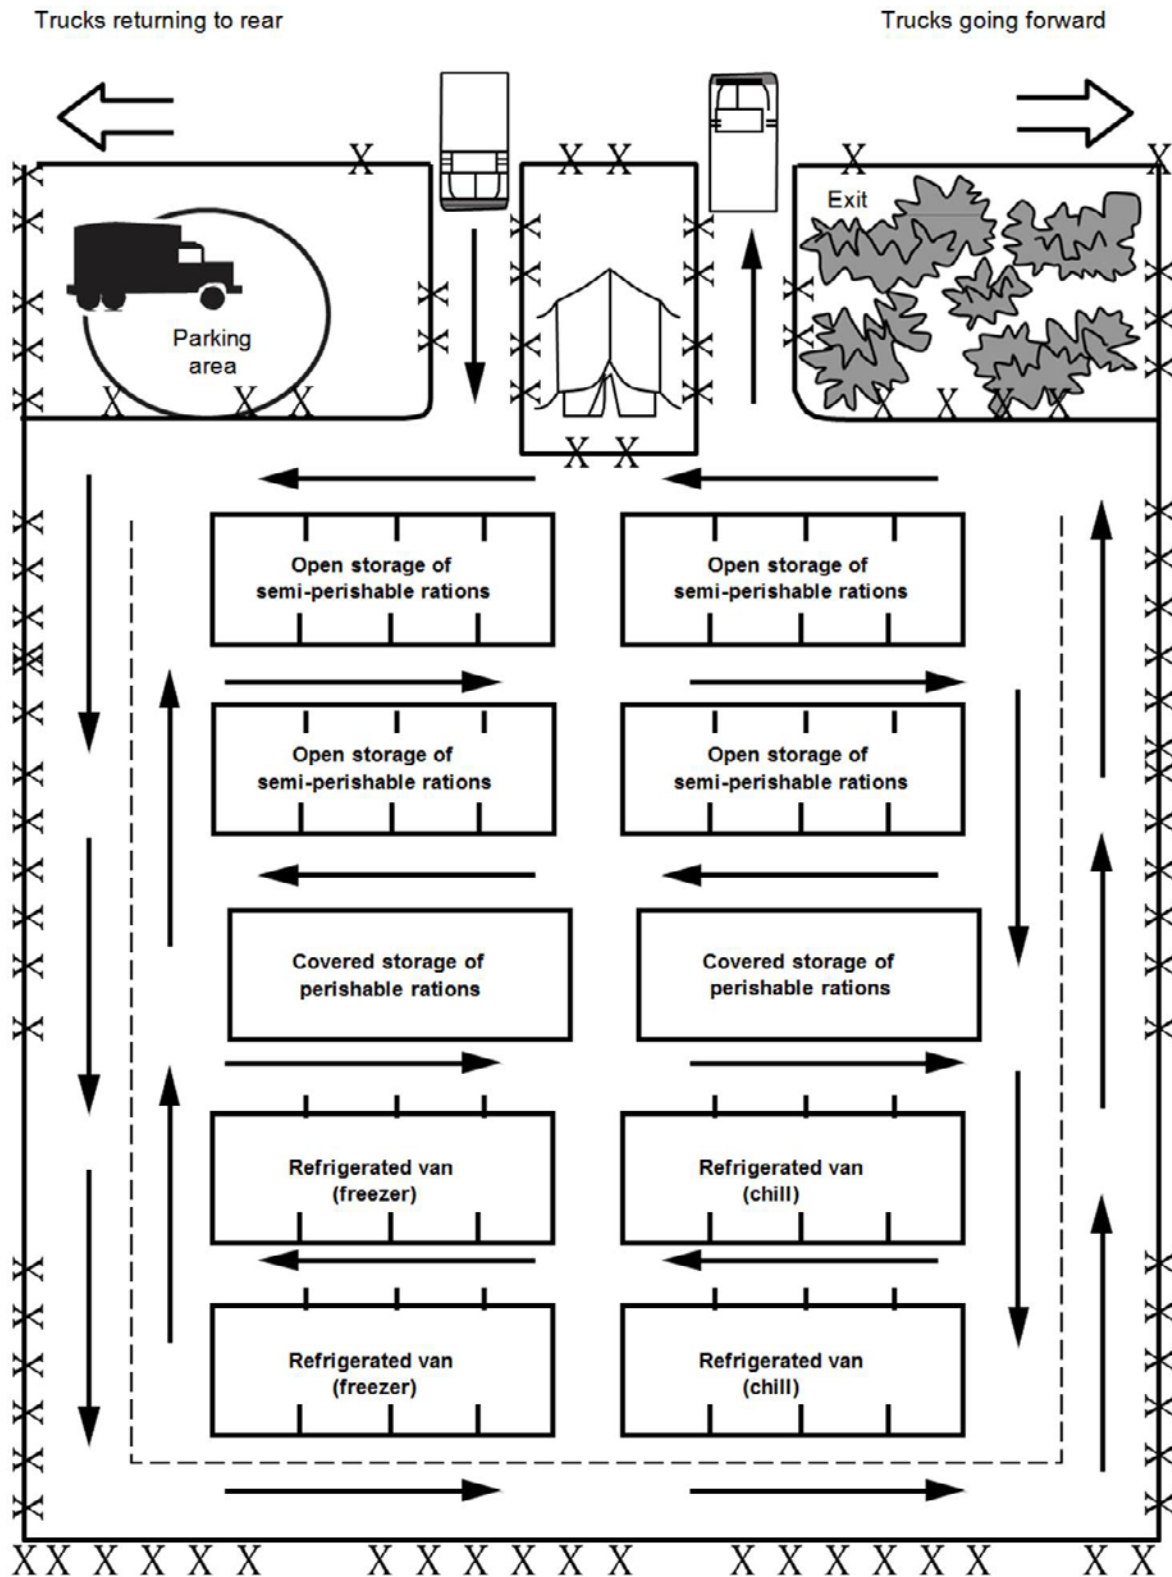 Trucks returning to rear
Trucks going forward
Exit
Parking
area
Open storage of
semi-perishable rations
Open storage of
semi-perishable rations
Open storage of
semi-perishable rations
Open storage of
semi-perishable rations
Covered storage of
perishable rations
Covered storage of
perishable rations
Refrigerated van
(freezer)
Refrigerated van
(chill)
Refrigerated van
(freezer)
Refrigerated van
(chill)